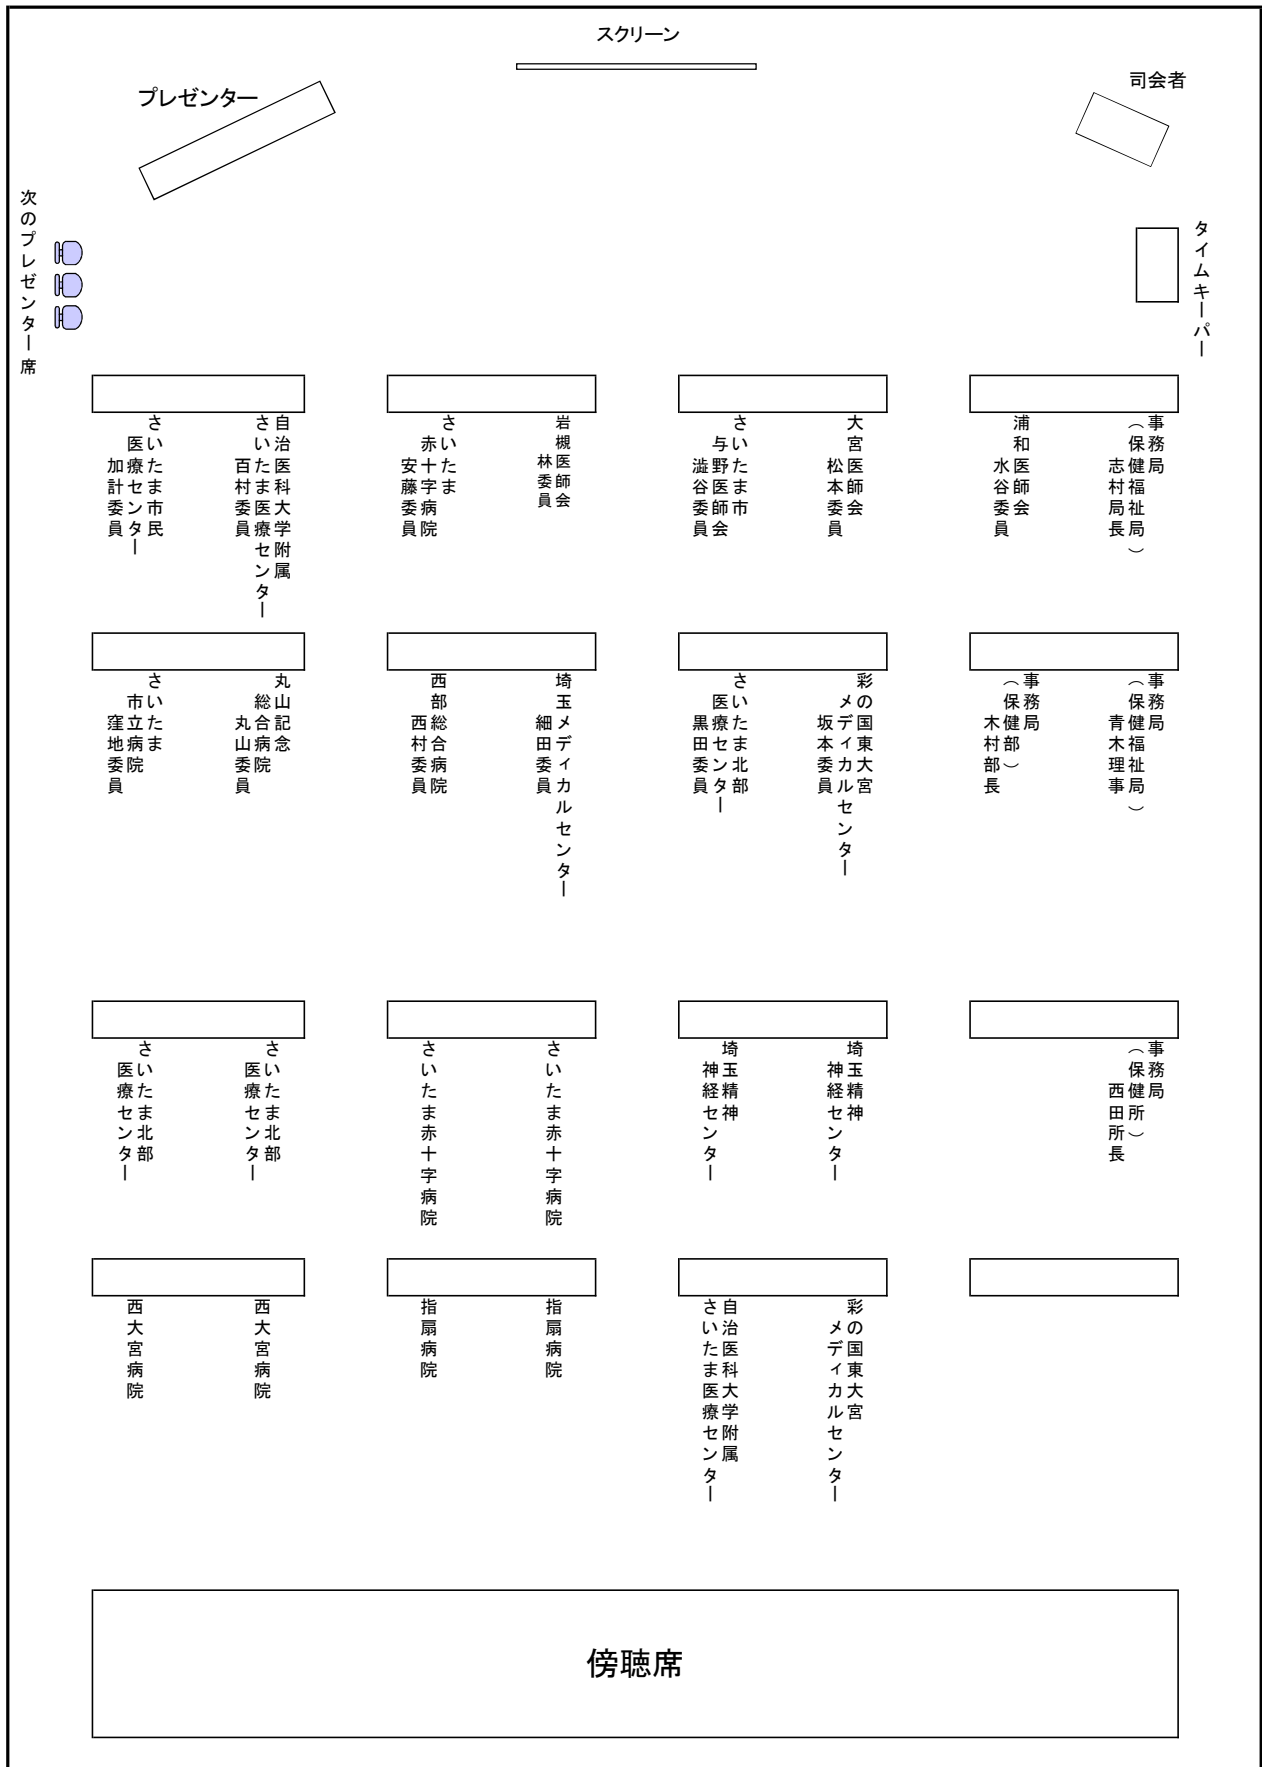 スクリーン
プレゼンター
司会者
次のプレゼンター席
タイムキーパー
さいたま市民
医療センター
加計委員
自治医科大学附属
さいたま医療センター
百村委員
さいたま
赤十字病院
安藤委員
岩槻医師会
林委員
さいたま市
与野医師会
澁谷委員
大宮医師会
松本委員
浦和医師会
水谷委員
事務局
（保健福祉局）
志村局長
さいたま
市立病院
窪地委員
丸山記念
総合病院
丸山委員
西部総合病院
西村委員
埼玉メディカルセンター
細田委員
さいたま北部
医療センター
黒田委員
彩の国東大宮
メディカルセンター
坂本委員
事務局
（保健部）
木村部長
事務局
（保健福祉局）
青木理事
さいたま北部
医療センター
さいたま北部
医療センター
さいたま赤十字病院
さいたま赤十字病院
埼玉精神
神経センター
埼玉精神
神経センター
事務局
（保健所）
西田所長
西大宮病院
西大宮病院
指扇病院
指扇病院
自治医科大学附属
さいたま医療センター
彩の国東大宮
メディカルセンター
傍聴席